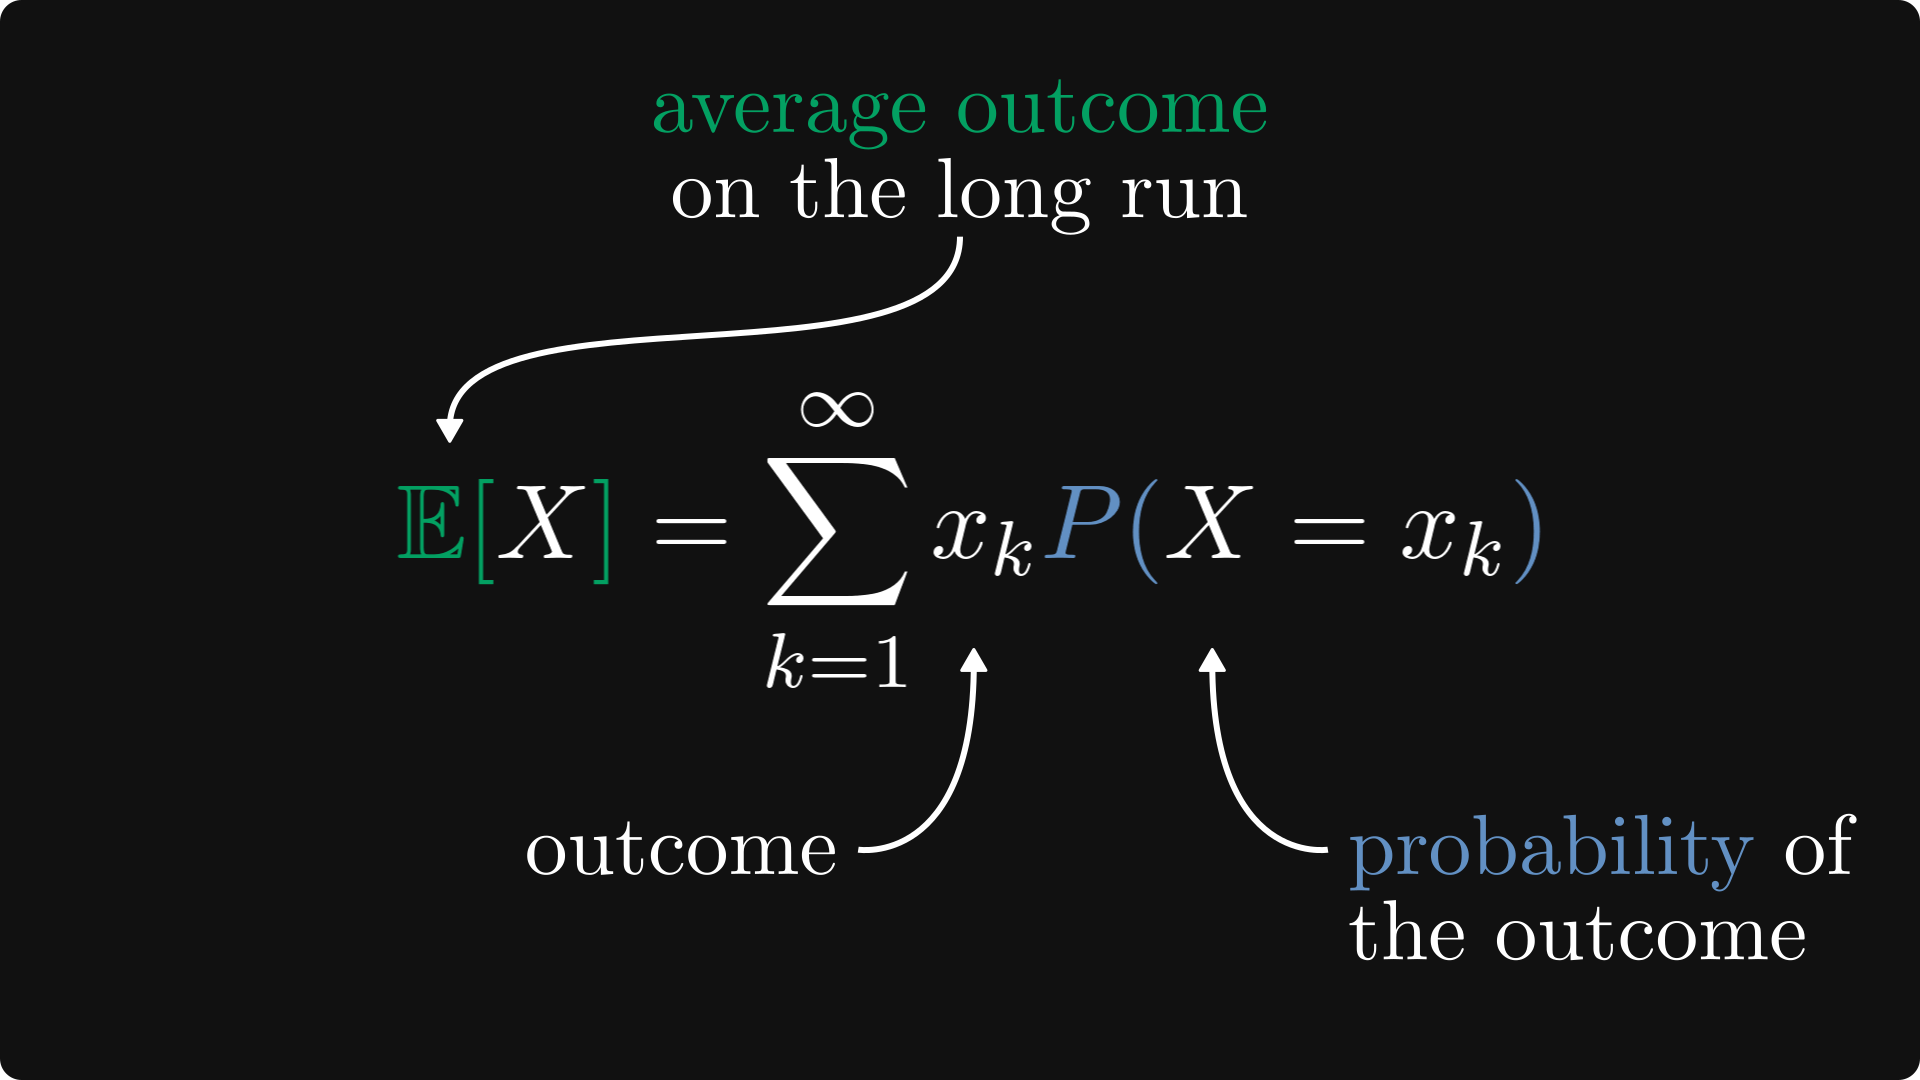 average outcome
on the long run
𝔼[X] = ∑_{k=1}^{∞} x_k P(X = x_k)
outcome
probability of
the outcome